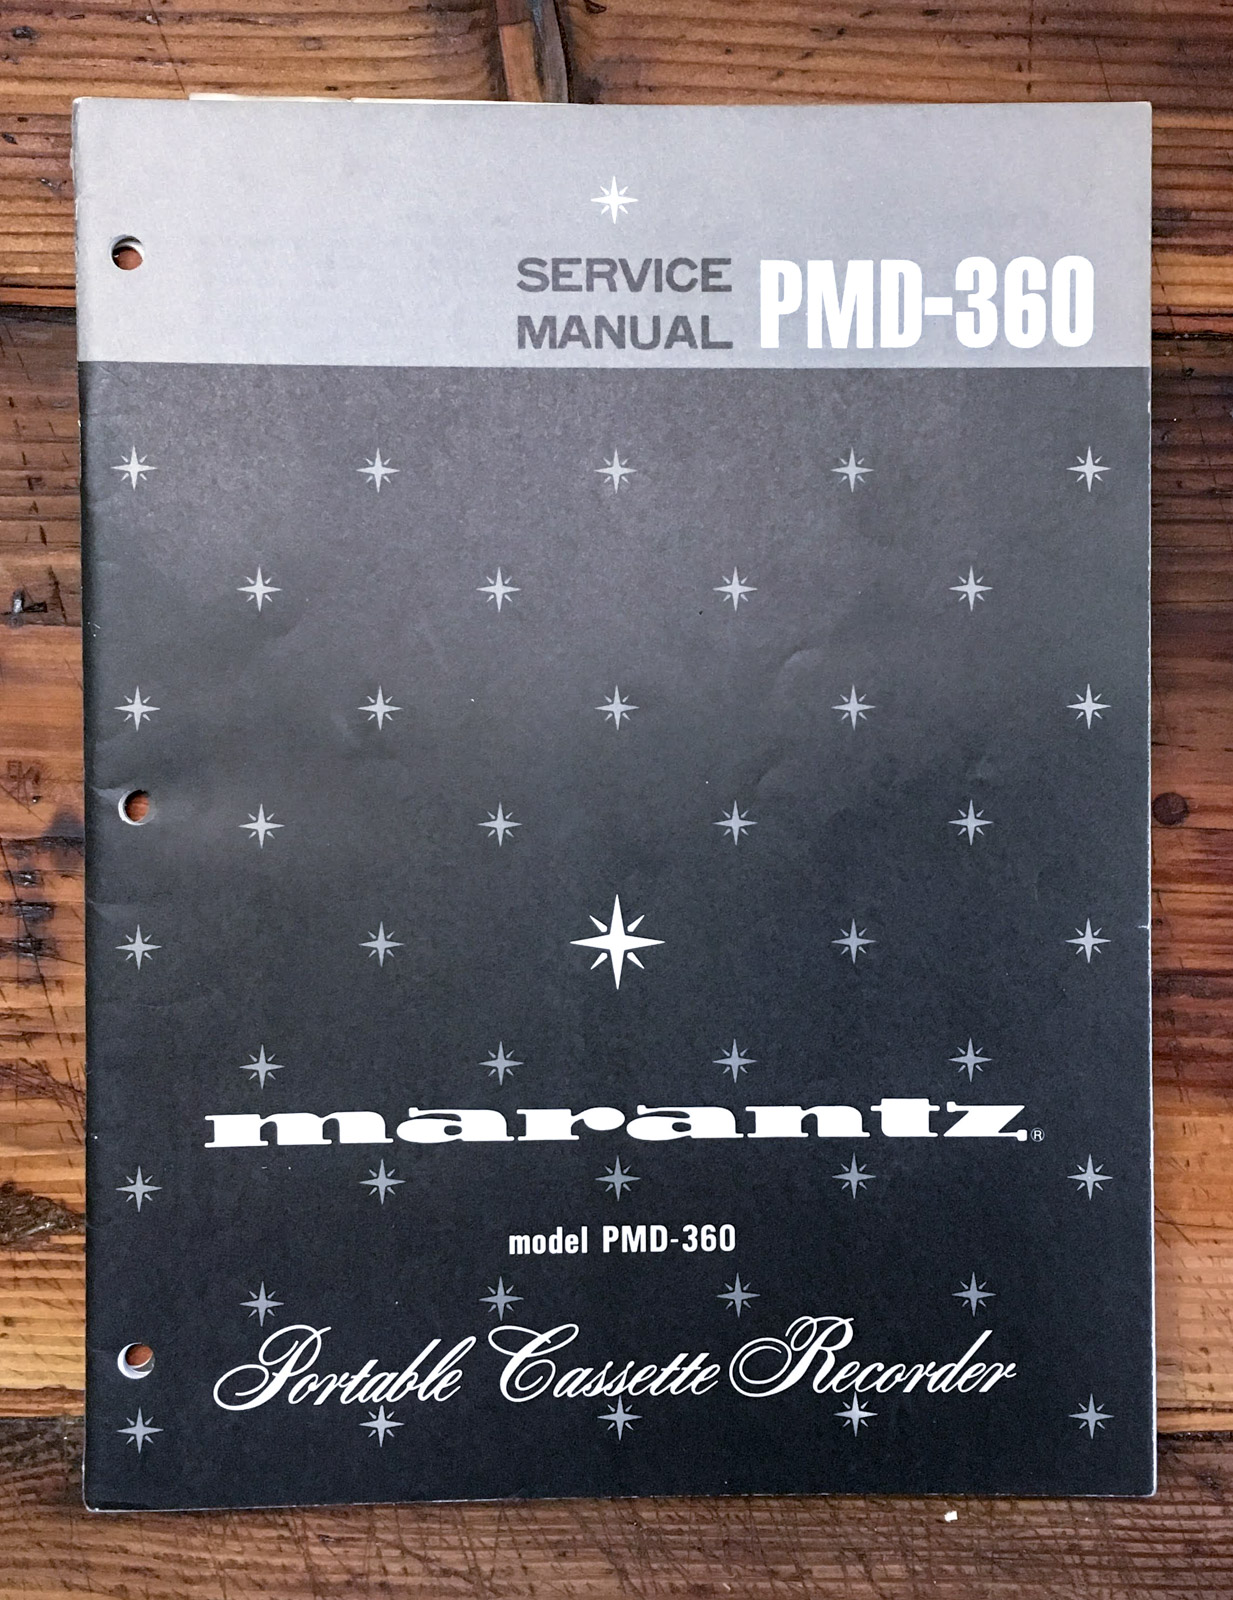 SERVICE
MANUAL PMD-360
marantz®
model PMD-360
Portable Cassette Recorder